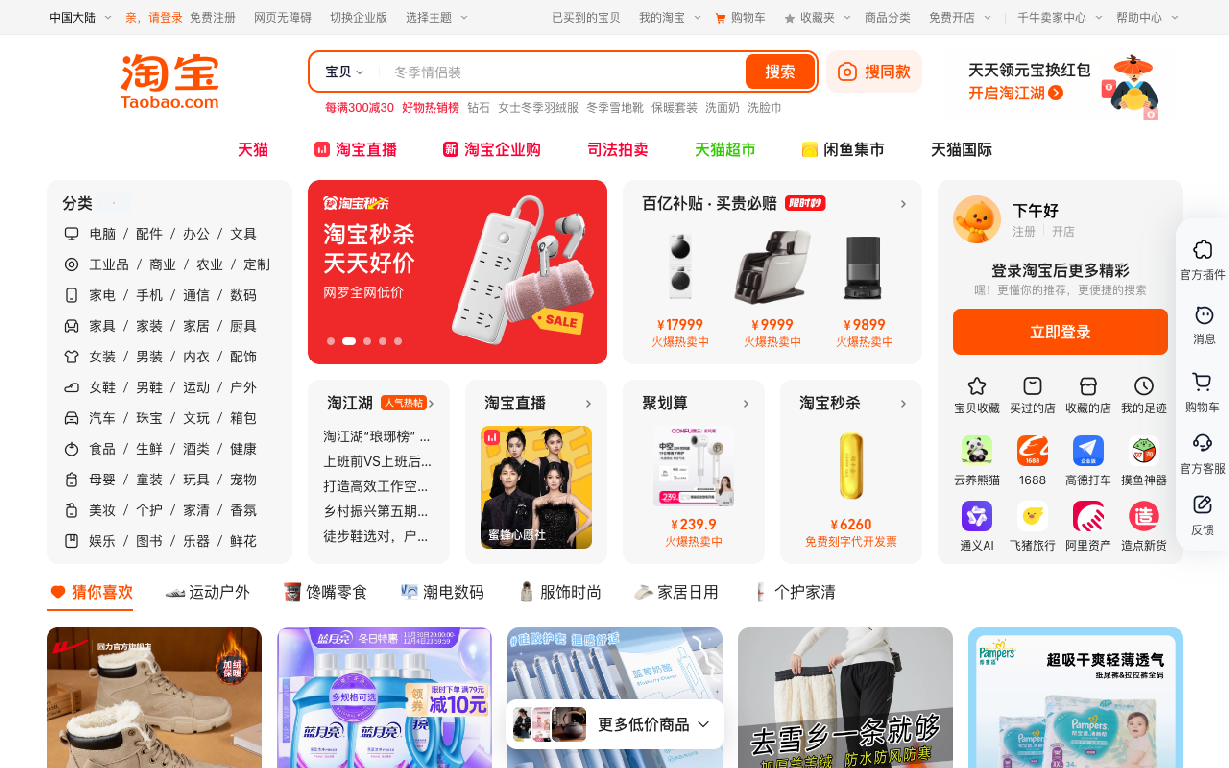 中国大陆 亲，请登录 免费注册 网页无障碍 切换企业版 选择主题 已买到的宝贝 我的淘宝 购物车 收藏夹 商品分类 免费开店 千牛卖家中心 帮助中心
淘宝
Taobao.com
宝贝 冬季情侣装 搜索 搜同款
每满300减30 好物热销榜 钻石 女士冬季羽绒服 冬季雪地靴 保暖套装 洗面奶 洗脸巾
天天领元宝换红包
开启淘江湖
天猫 淘宝直播 新 淘宝企业购 司法拍卖 天猫超市 闲鱼集市 天猫国际
分类
电脑 / 配件 / 办公 / 文具
工业品 / 商业 / 农业 / 定制
家电 / 手机 / 通信 / 数码
家具 / 家装 / 家居 / 厨具
女装 / 男装 / 内衣 / 配饰
女鞋 / 男鞋 / 运动 / 户外
汽车 / 珠宝 / 文玩 / 箱包
食品 / 生鲜 / 酒类 / 健康
母婴 / 童装 / 玩具 / 宠物
美妆 / 个护 / 家清 / 香氛
娱乐 / 图书 / 乐器 / 鲜花
淘宝秒杀
淘宝秒杀
天天好价
网罗全网低价
SALE
百亿补贴 · 买贵必赔 限时秒
¥17999 ¥9999 ¥9899
火爆热卖中 火爆热卖中 火爆热卖中
淘江湖 人气热帖
淘江湖“琅琊榜” ...
上班前VS上班后...
打造高效工作空...
乡村振兴第五期...
徒步鞋选对，户...
淘宝直播
蜜蜂心愿社
聚划算
239.
¥239.9
火爆热卖中
淘宝秒杀
¥6260
免费刻字代开发票
下午好
注册 开店
登录淘宝后更多精彩
嘿！更懂你的推荐，更便捷的搜索
立即登录
宝贝收藏 买过的店 收藏的店 我的足迹
云养熊猫 1688 高德打车 摸鱼神器
通义AI 飞猪旅行 阿里资产 造点新货
官方插件
消息
购物车
官方客服
反馈
猜你喜欢 运动户外 馋嘴零食 潮电数码 服饰时尚 家居日用 个护家清
回力官方旗舰店
加绒
保暖
蓝月亮 冬日特惠
多规格可选
领券
限时下单满79元
减10元
蓝月亮 蓝月亮
蓝莓奶酪
更多低价商品
去雪乡一条就够
防水防风防寒
Pampers
超吸干爽轻薄透气
Pampers